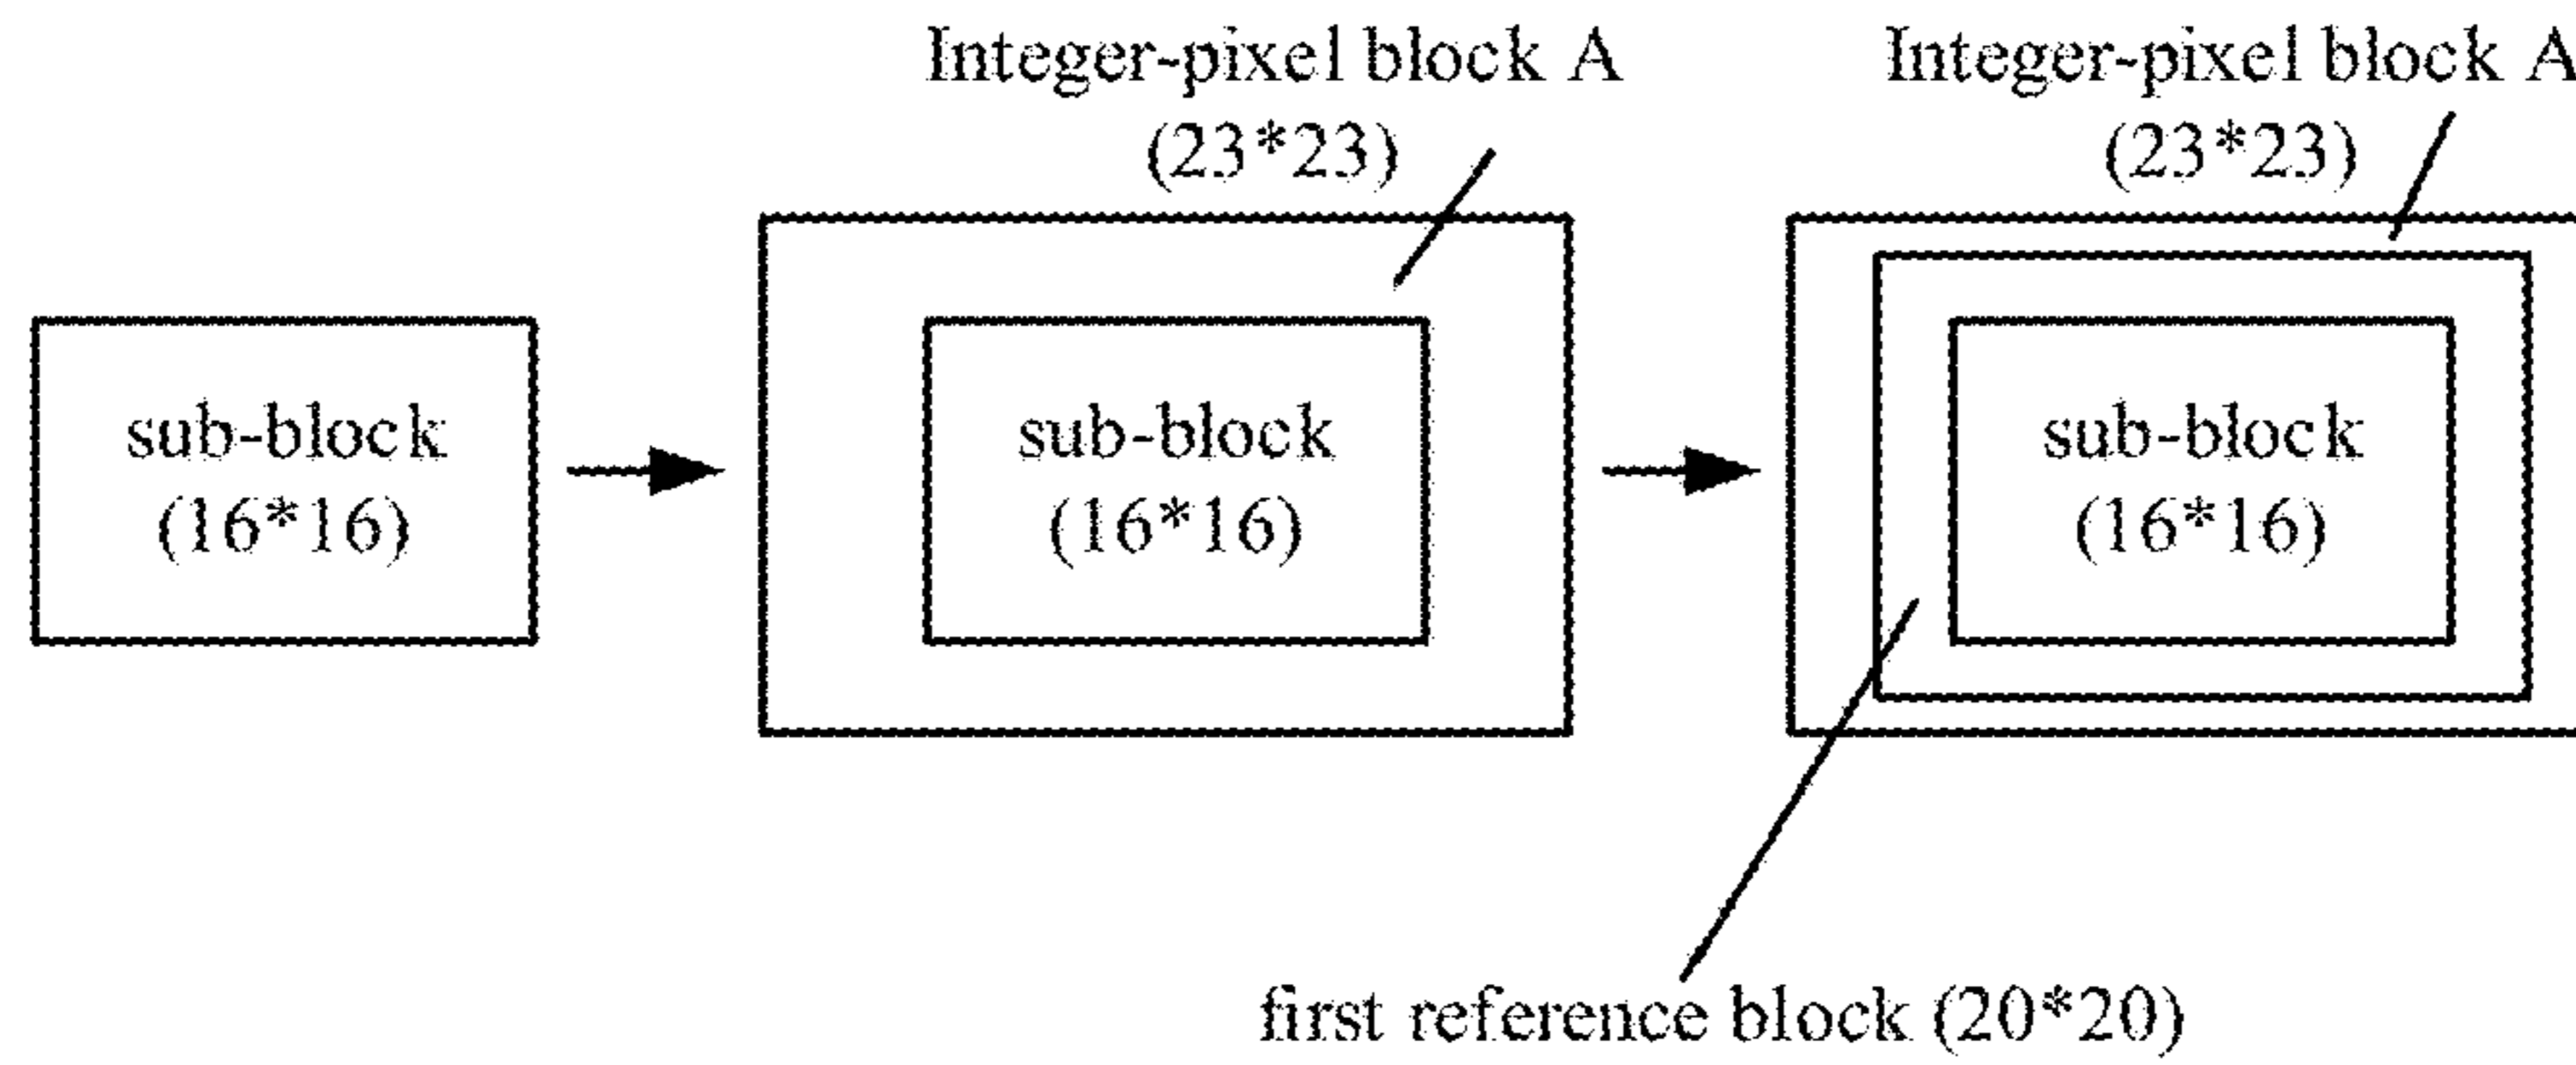 Integer-pixel block A
(23*23)
Integer-pixel block A
(23*23)
sub-block
(16*16)
sub-block
(16*16)
sub-block
(16*16)
first reference block (20*20)